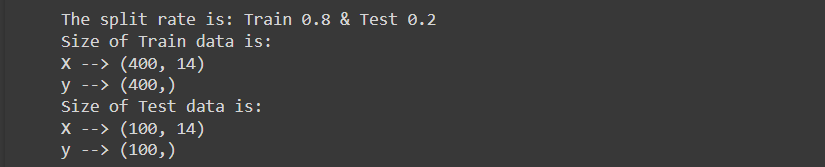 The split rate is: Train 0.8 & Test 0.2
Size of Train data is:
X --> (400, 14)
y --> (400,)
Size of Test data is:
X --> (100, 14)
y --> (100,)